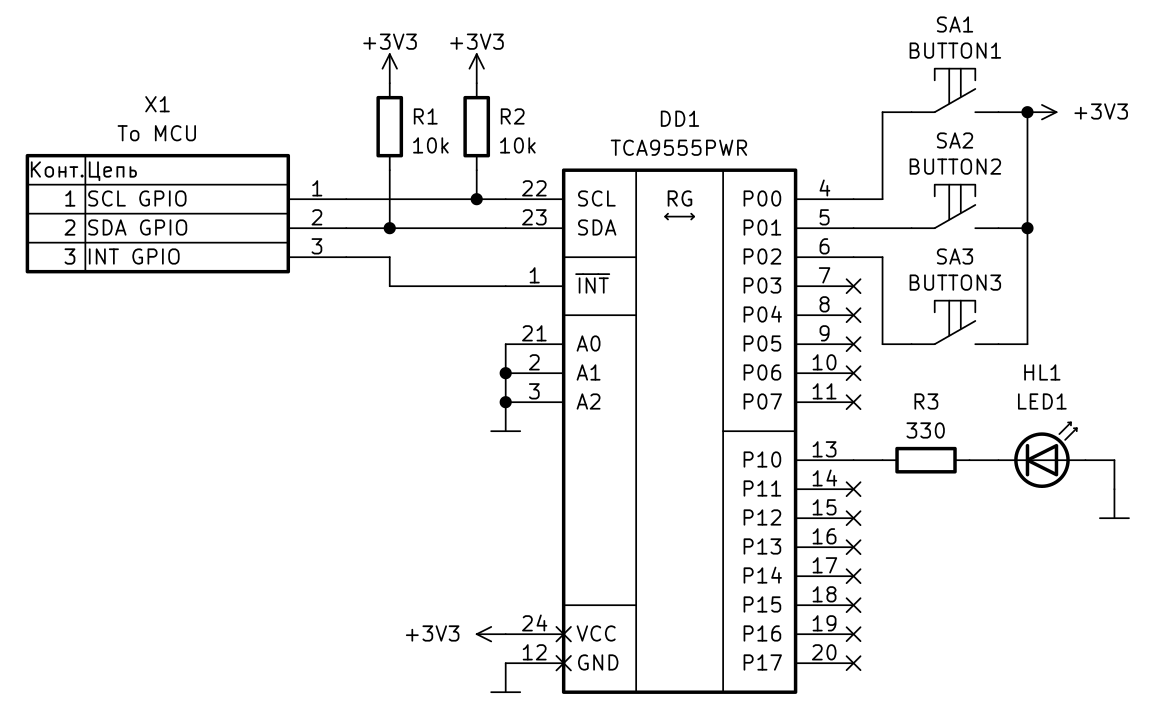 SA1
BUTTON1
+3V3
+3V3
X1
To MCU
Конт.
Цепь
1
SCL GPIO
2
SDA GPIO
3
INT GPIO
1
2
3
R1
10k
R2
10k
DD1
TCA9555PWR
RG
22
SCL
23
SDA
1
INT
21
A0
2
A1
3
A2
+3V3
24
VCC
12
GND
P00
4
P01
5
P02
6
P03
7
P04
8
P05
9
P06
10
P07
11
P10
13
P11
14
P12
15
P13
16
P14
17
P15
18
P16
19
P17
20
+3V3
SA2
BUTTON2
SA3
BUTTON3
R3
330
HL1
LED1